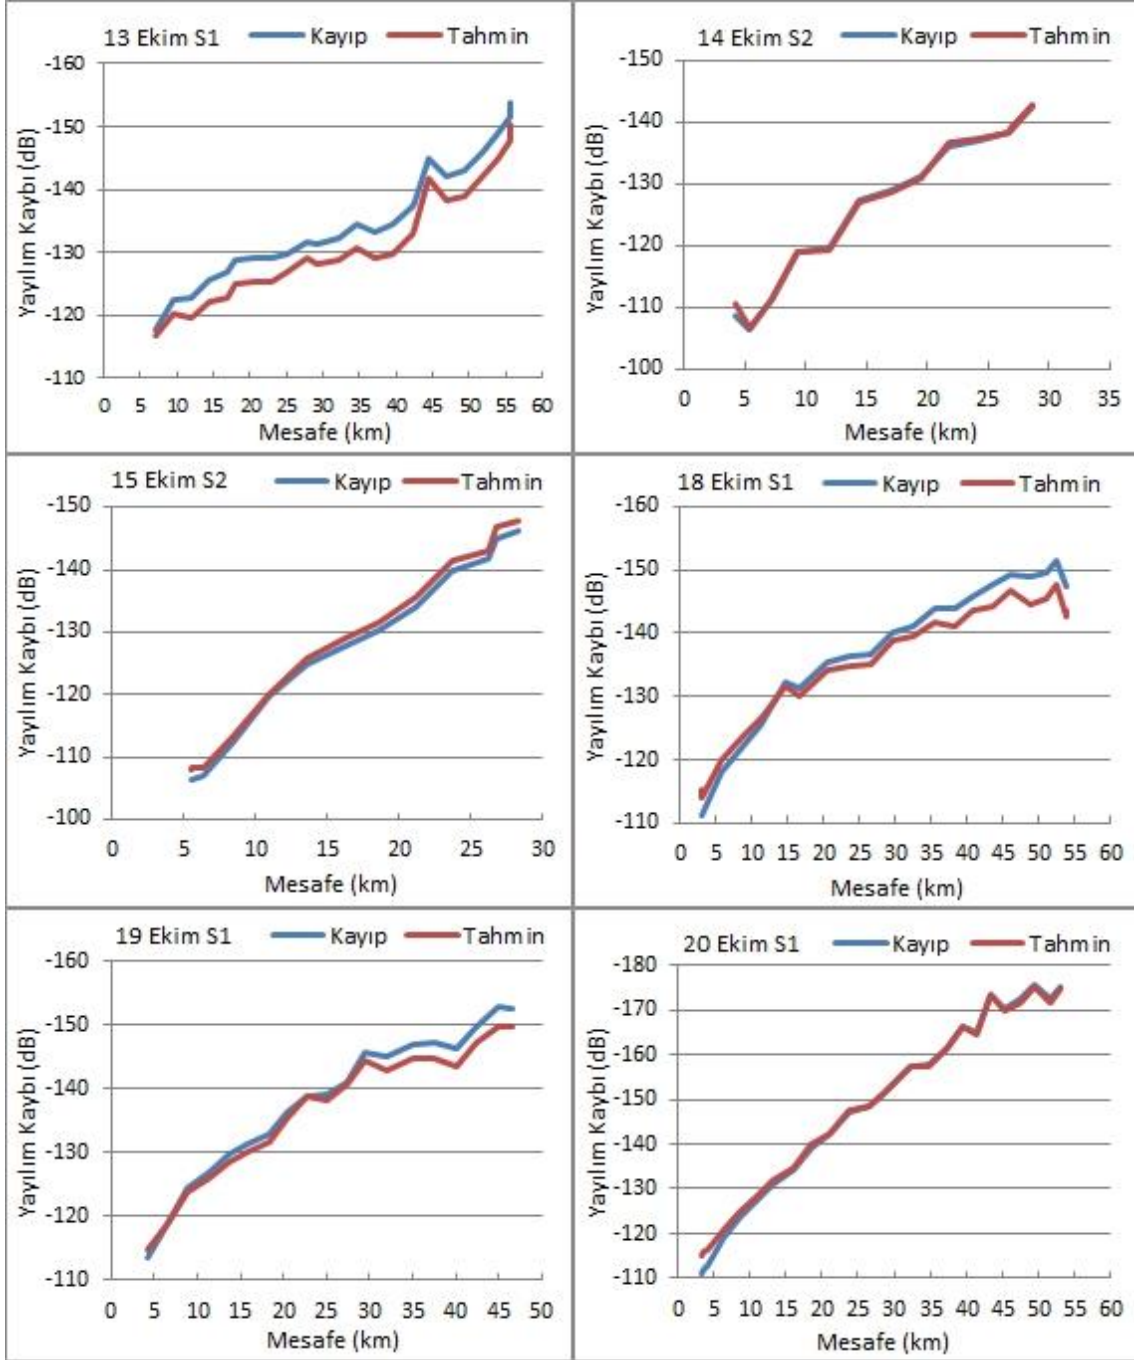 13 Ekim S1 Kayıp Tahmin
Yayılım Kaybı (dB)
-160
-150
-140
-130
-120
-110
0 5 10 15 20 25 30 35 40 45 50 55 60
Mesafe (km)
14 Ekim S2 Kayıp Tahmin
Yayılım Kaybı (dB)
-150
-140
-130
-120
-110
-100
0 5 10 15 20 25 30 35
Mesafe (km)
15 Ekim S2 Kayıp Tahmin
Yayılım Kaybı (dB)
-150
-140
-130
-120
-110
-100
0 5 10 15 20 25 30
Mesafe (km)
18 Ekim S1 Kayıp Tahmin
Yayılım Kaybı (dB)
-160
-150
-140
-130
-120
-110
0 5 10 15 20 25 30 35 40 45 50 55 60
Mesafe (km)
19 Ekim S1 Kayıp Tahmin
Yayılım Kaybı (dB)
-160
-150
-140
-130
-120
-110
0 5 10 15 20 25 30 35 40 45 50
Mesafe (km)
20 Ekim S1 Kayıp Tahmin
Yayılım Kaybı (dB)
-180
-170
-160
-150
-140
-130
-120
-110
0 5 10 15 20 25 30 35 40 45 50 55 60
Mesafe (km)